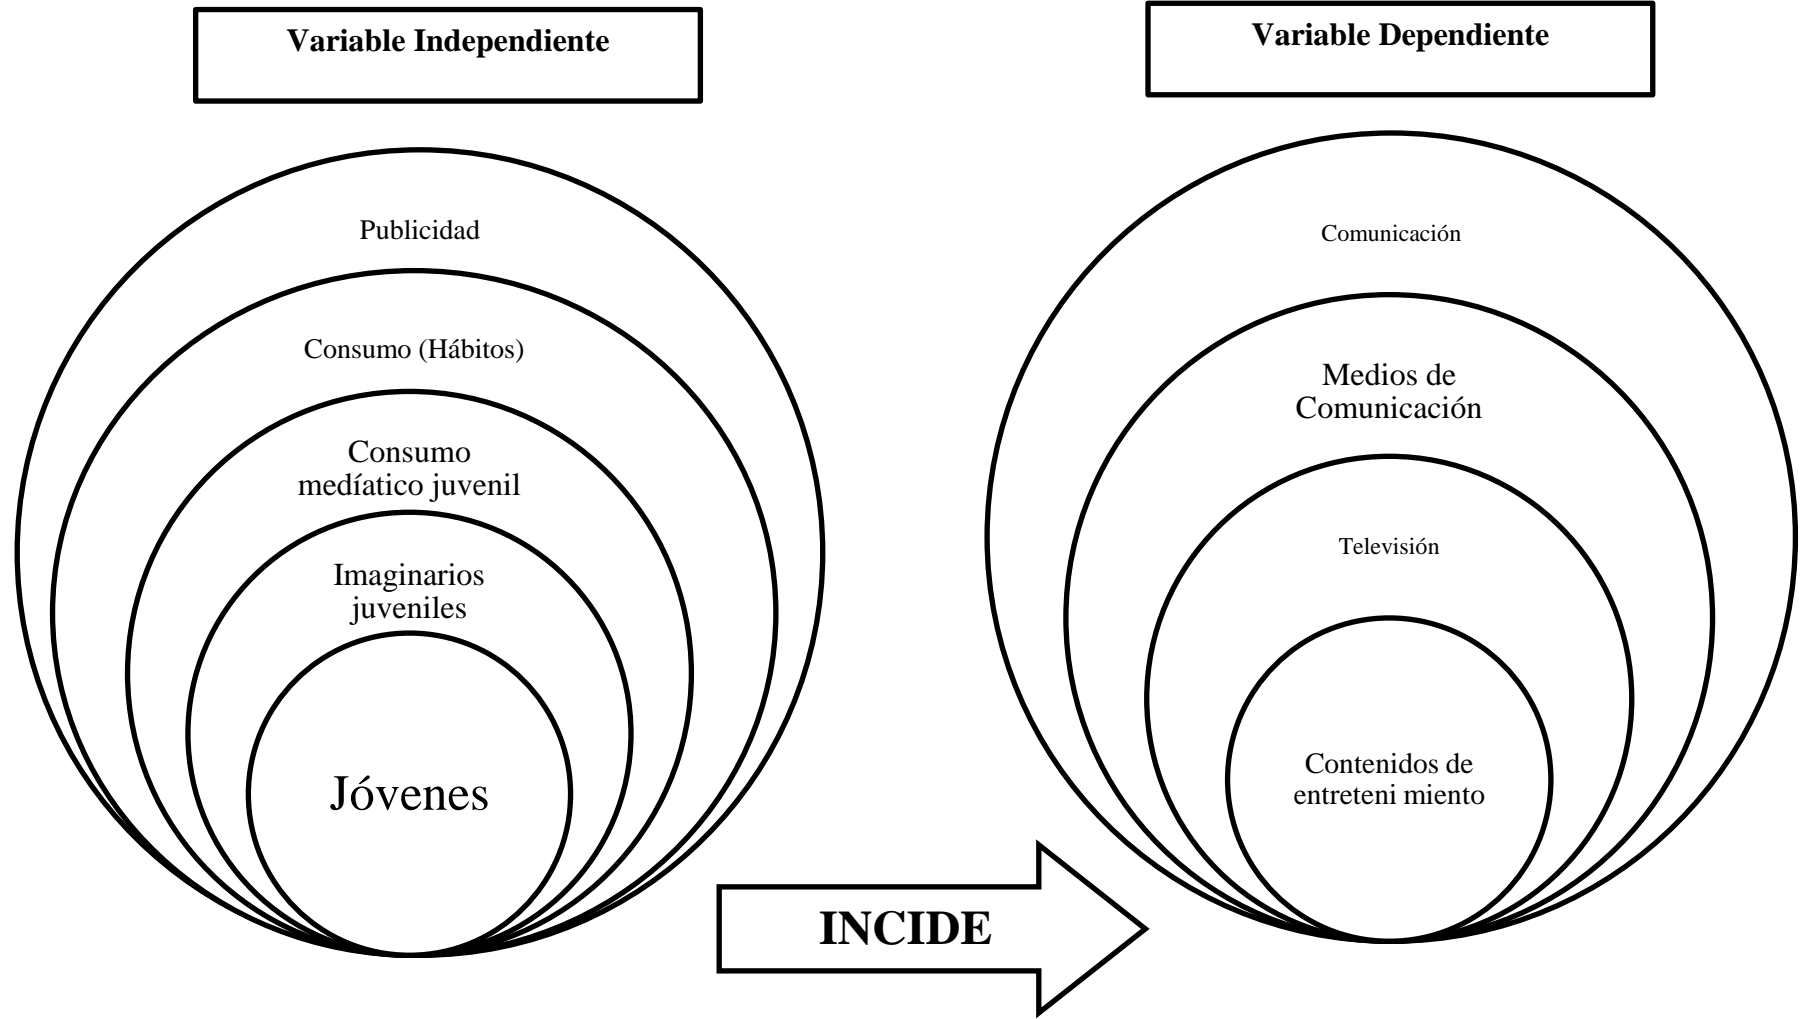 Variable Independiente
Variable Dependiente
Publicidad
Consumo (Hábitos)
Consumo
medíatico juvenil
Imaginarios
juveniles
Jóvenes
INCIDE
Comunicación
Medios de
Comunicación
Televisión
Contenidos de
entreteni miento